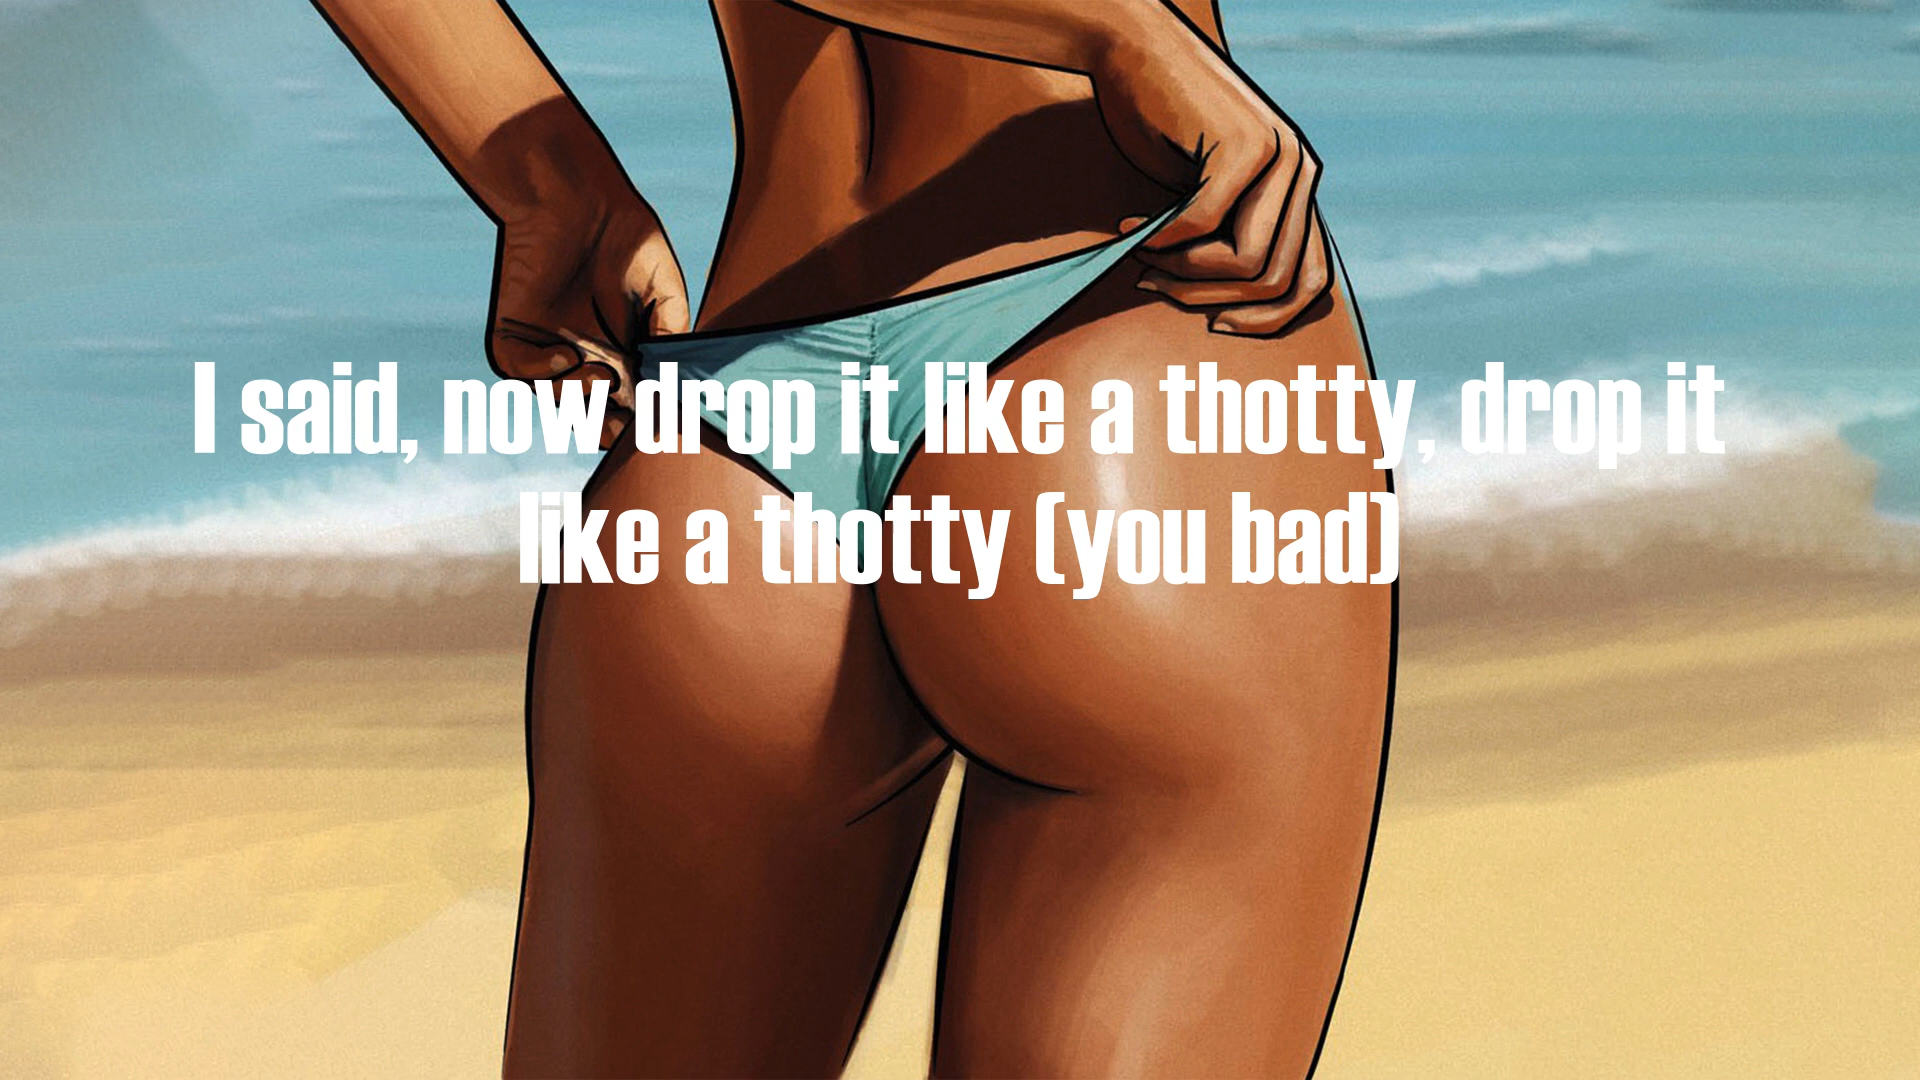 I said, now drop it like a thotty, drop it
like a thotty (you bad)